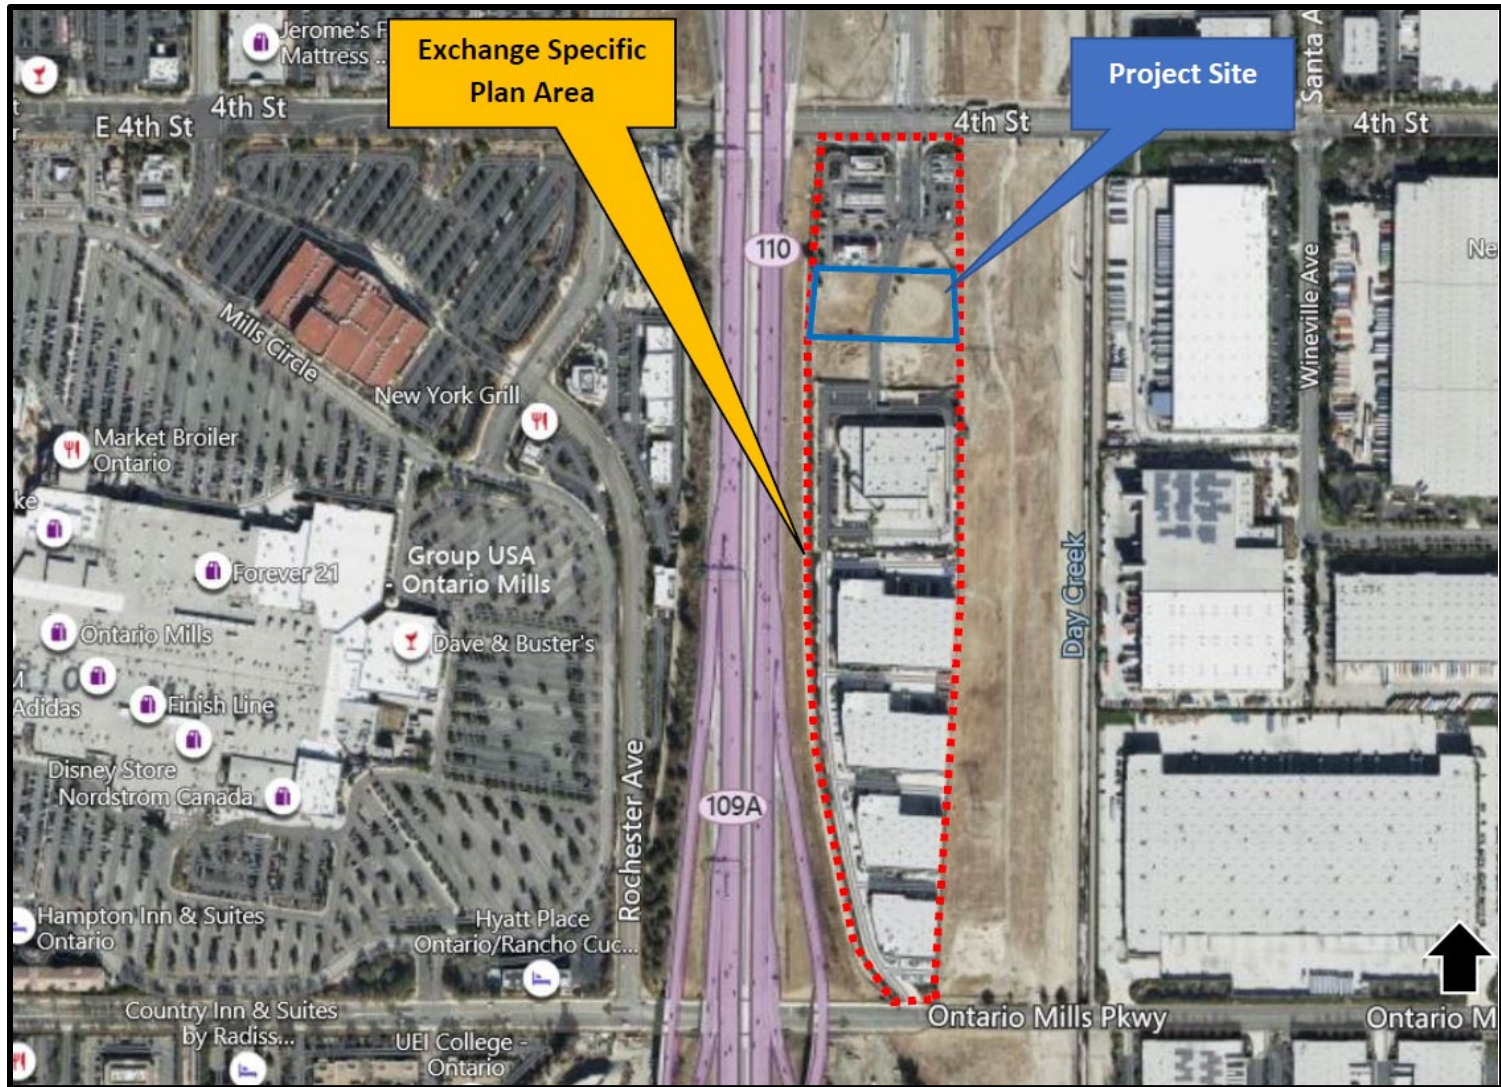 Jerome's F
Mattress ...
Exchange Specific
Plan Area
Project Site
Santa A
4th St
E 4th St
4th St
4th St
110
Ne
Mills Circle
Wineville Ave
New York Grill
Market Broiler
Ontario
ke
Group USA
- Ontario Mills
Forever 21
Day Creek
Ontario Mills
Dave & Buster's
Adidas
Finish Line
Disney Store
Nordstrom Canada
109A
Rochester Ave
Hampton Inn & Suites
Ontario
Hyatt Place
Ontario/Rancho Cuc...
Country Inn & Suites
by Radiss...
UEI College -
Ontario
Ontario Mills Pkwy
Ontario M